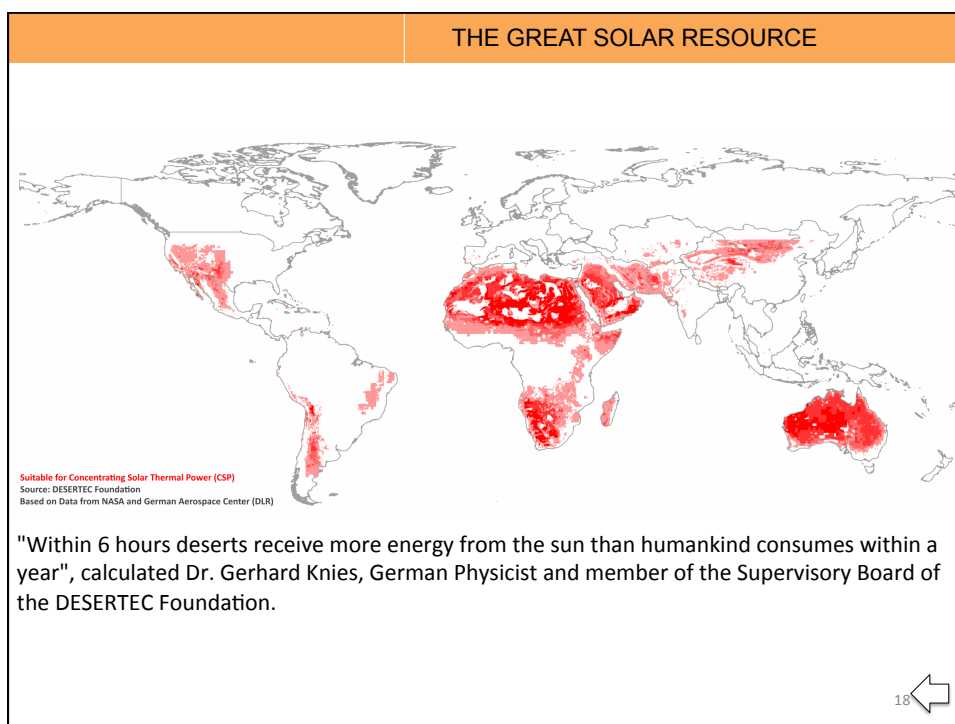 THE GREAT SOLAR RESOURCE
Suitable for Concentrating Solar Thermal Power (CSP)
Source: DESERTEC Foundation
Based on Data from NASA and German Aerospace Center (DLR)
"Within 6 hours deserts receive more energy from the sun than humankind consumes within a
year", calculated Dr. Gerhard Knies, German Physicist and member of the Supervisory Board of
the DESERTEC Foundation.
18